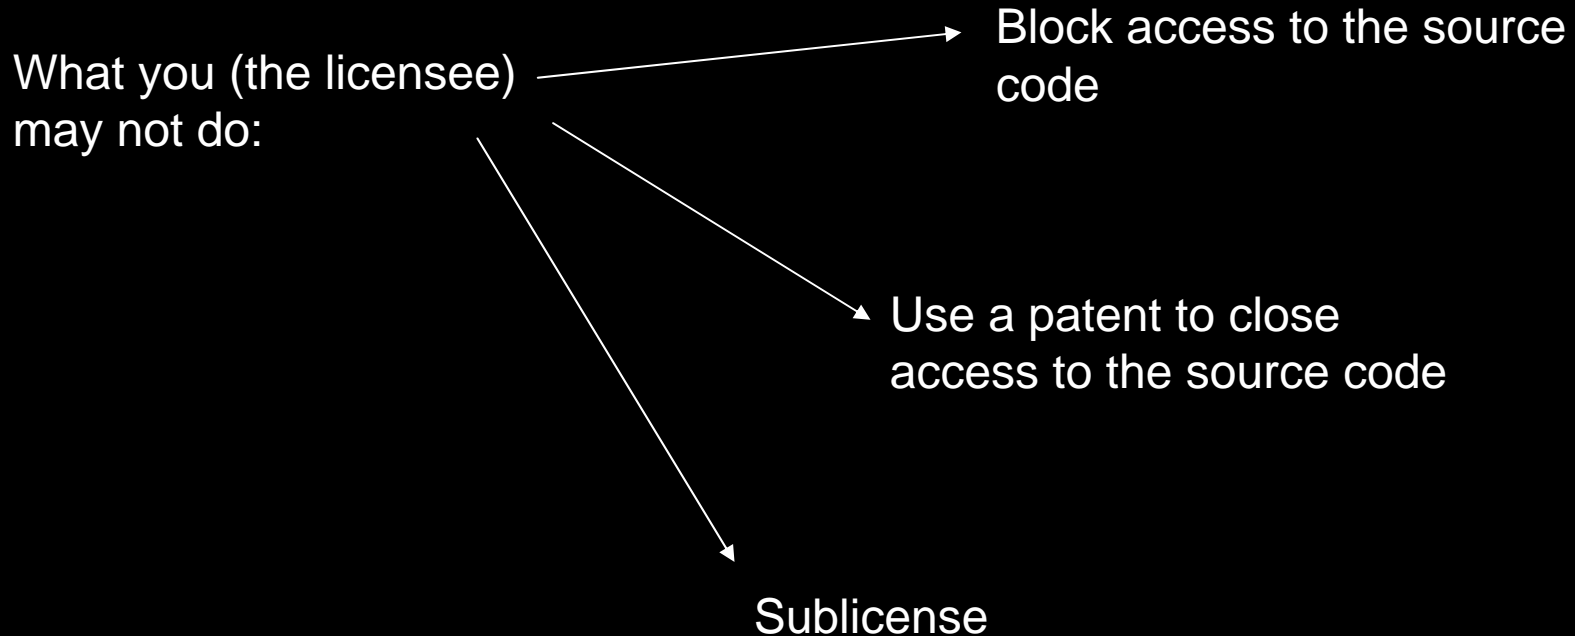 What you (the licensee)
may not do:
Block access to the source
code
Use a patent to close
access to the source code
Sublicense